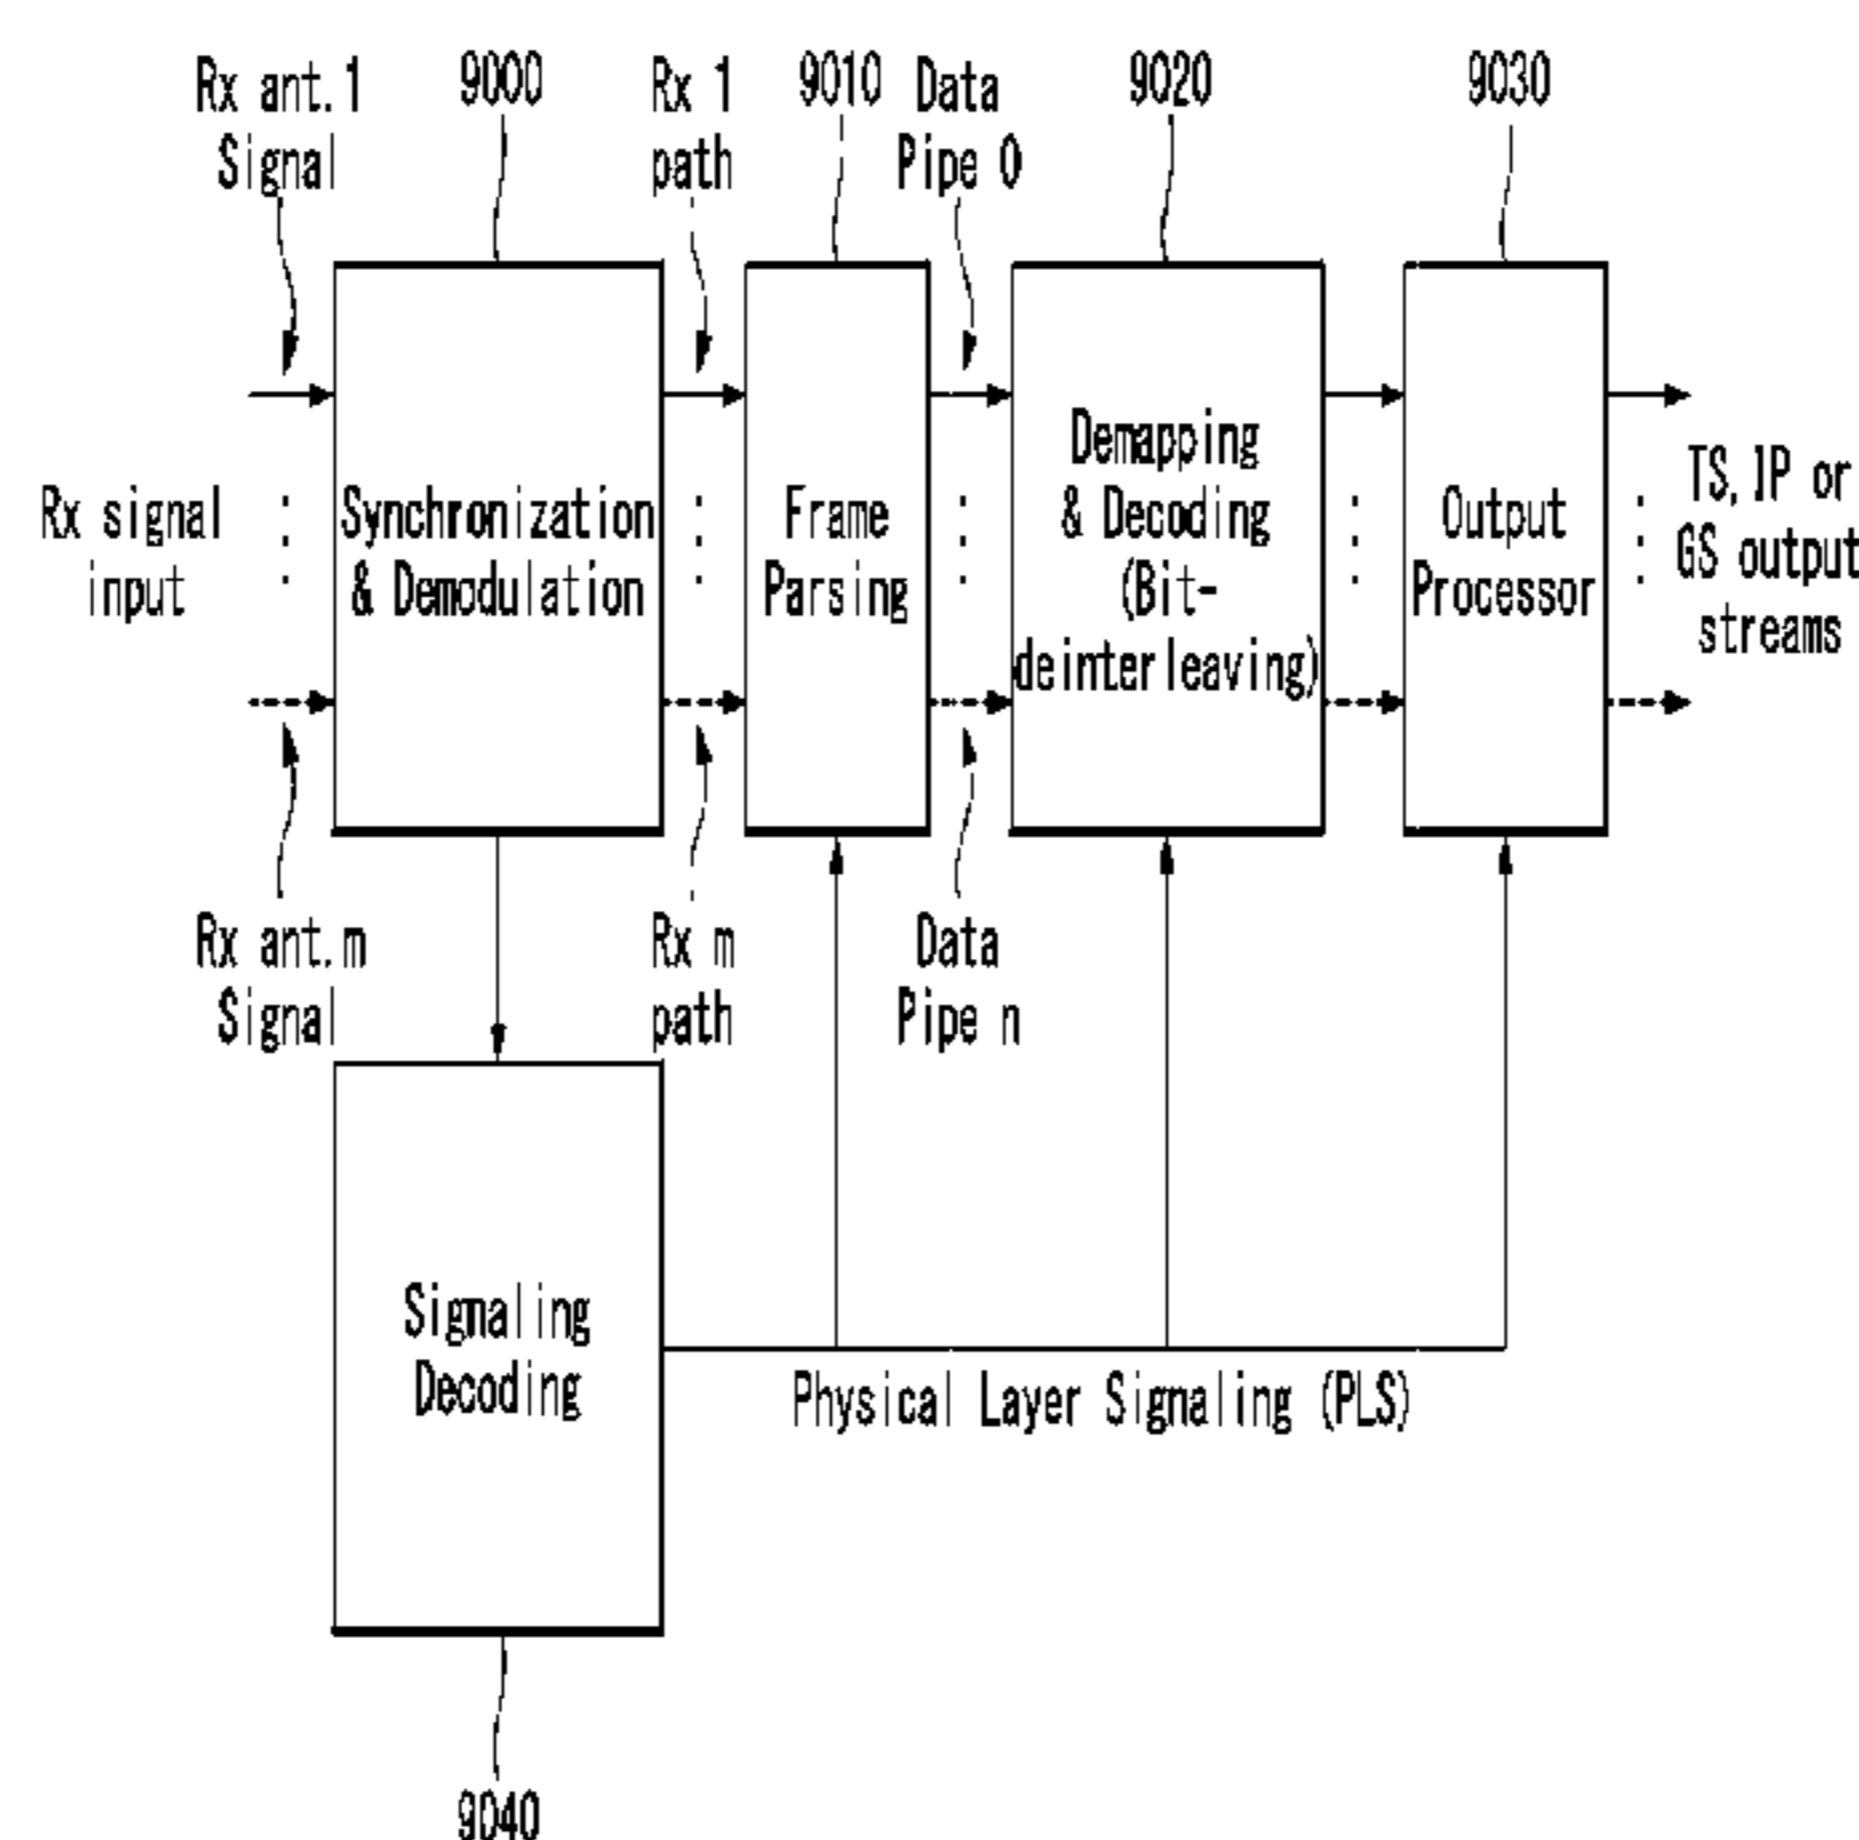 Rx ant.1
Signal
9000
Rx 1
path
9010
Data
Pipe 0
9020
9030
Rx signal
input
Synchronization
& Demodulation
Frame
Parsing
Demapping
& Decoding
(Bit-
deinterleaving)
Output
Processor
TS, IP or
GS output
streams
Rx ant.m
Signal
Rx m
path
Data
Pipe n
Signaling
Decoding
Physical Layer Signaling (PLS)
9040